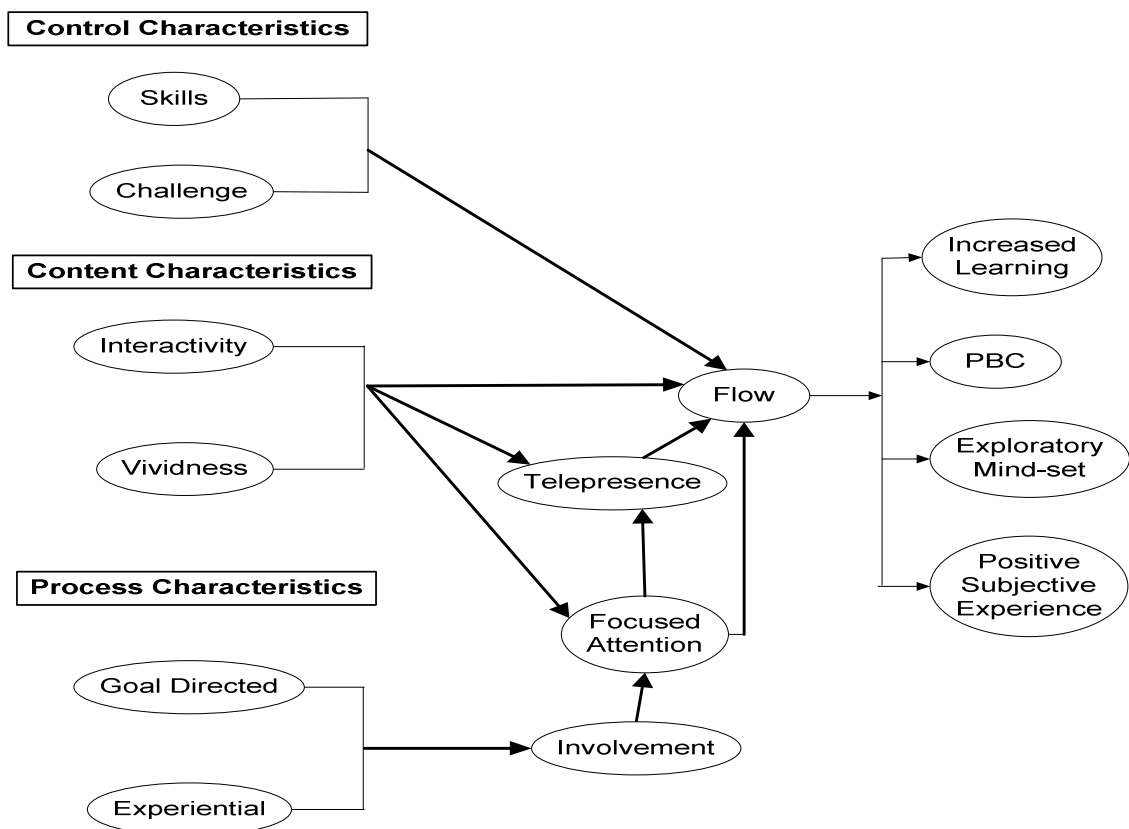 Control Characteristics
Skills
Challenge
Content Characteristics
Interactivity
Vividness
Process Characteristics
Goal Directed
Experiential
Telepresence
Focused
Attention
Involvement
Flow
Increased
Learning
PBC
Exploratory
Mind-set
Positive
Subjective
Experience